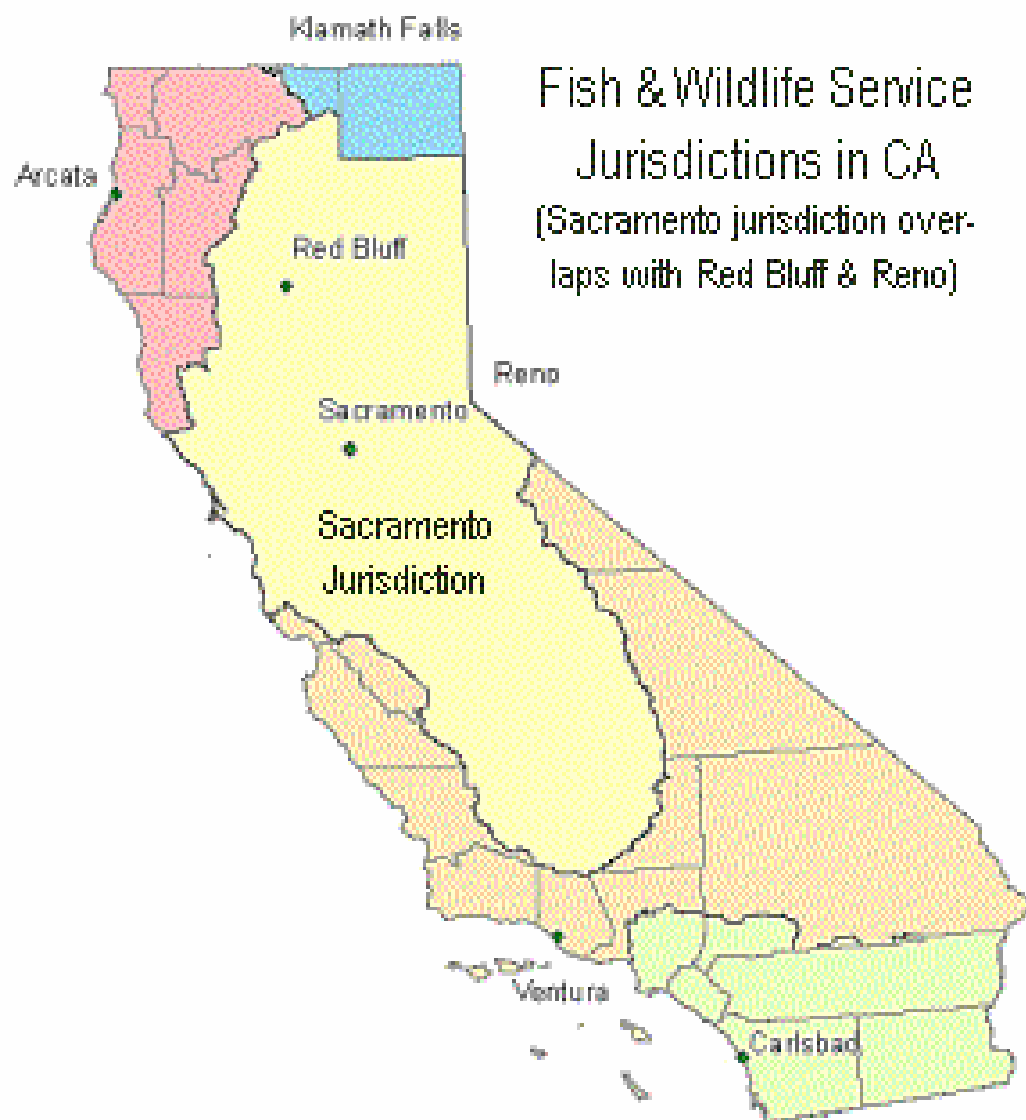 Klamath Falls
Fish & Wildlife Service
Jurisdictions in CA
(Sacramento jurisdiction over-
laps with Red Bluff & Reno)
Arcata
Red Bluff
Reno
Sacramento
Sacramento
Jurisdiction
Ventura
Carlsbad